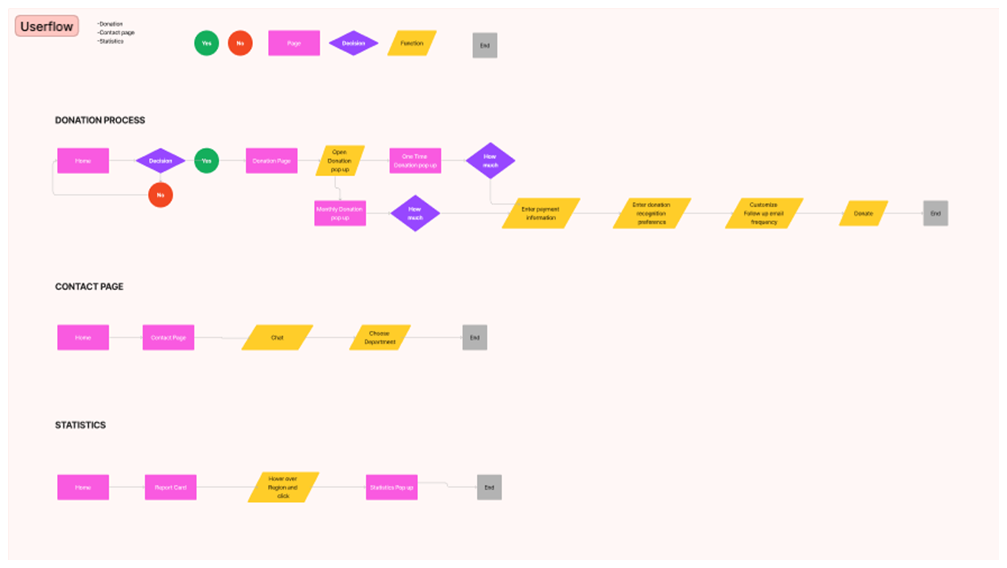 Userflow
-Donation
-Contact page
-Statistics
Yes
No
Page
Decision
Function
End
DONATION PROCESS
Home
Decision
Yes
No
Donation Page
Open
Donation
pop up
One Time
Donation pop up
How
much
Monthly Donation
pop up
How
much
Enter payment
information
Enter donation
recognition
preference
Customize
Follow up email
frequency
Donate
End
CONTACT PAGE
Home
Contact Page
Chat
Choose
Department
End
STATISTICS
Home
Report Card
Hover over
Region and
click
Statistics Pop up
End